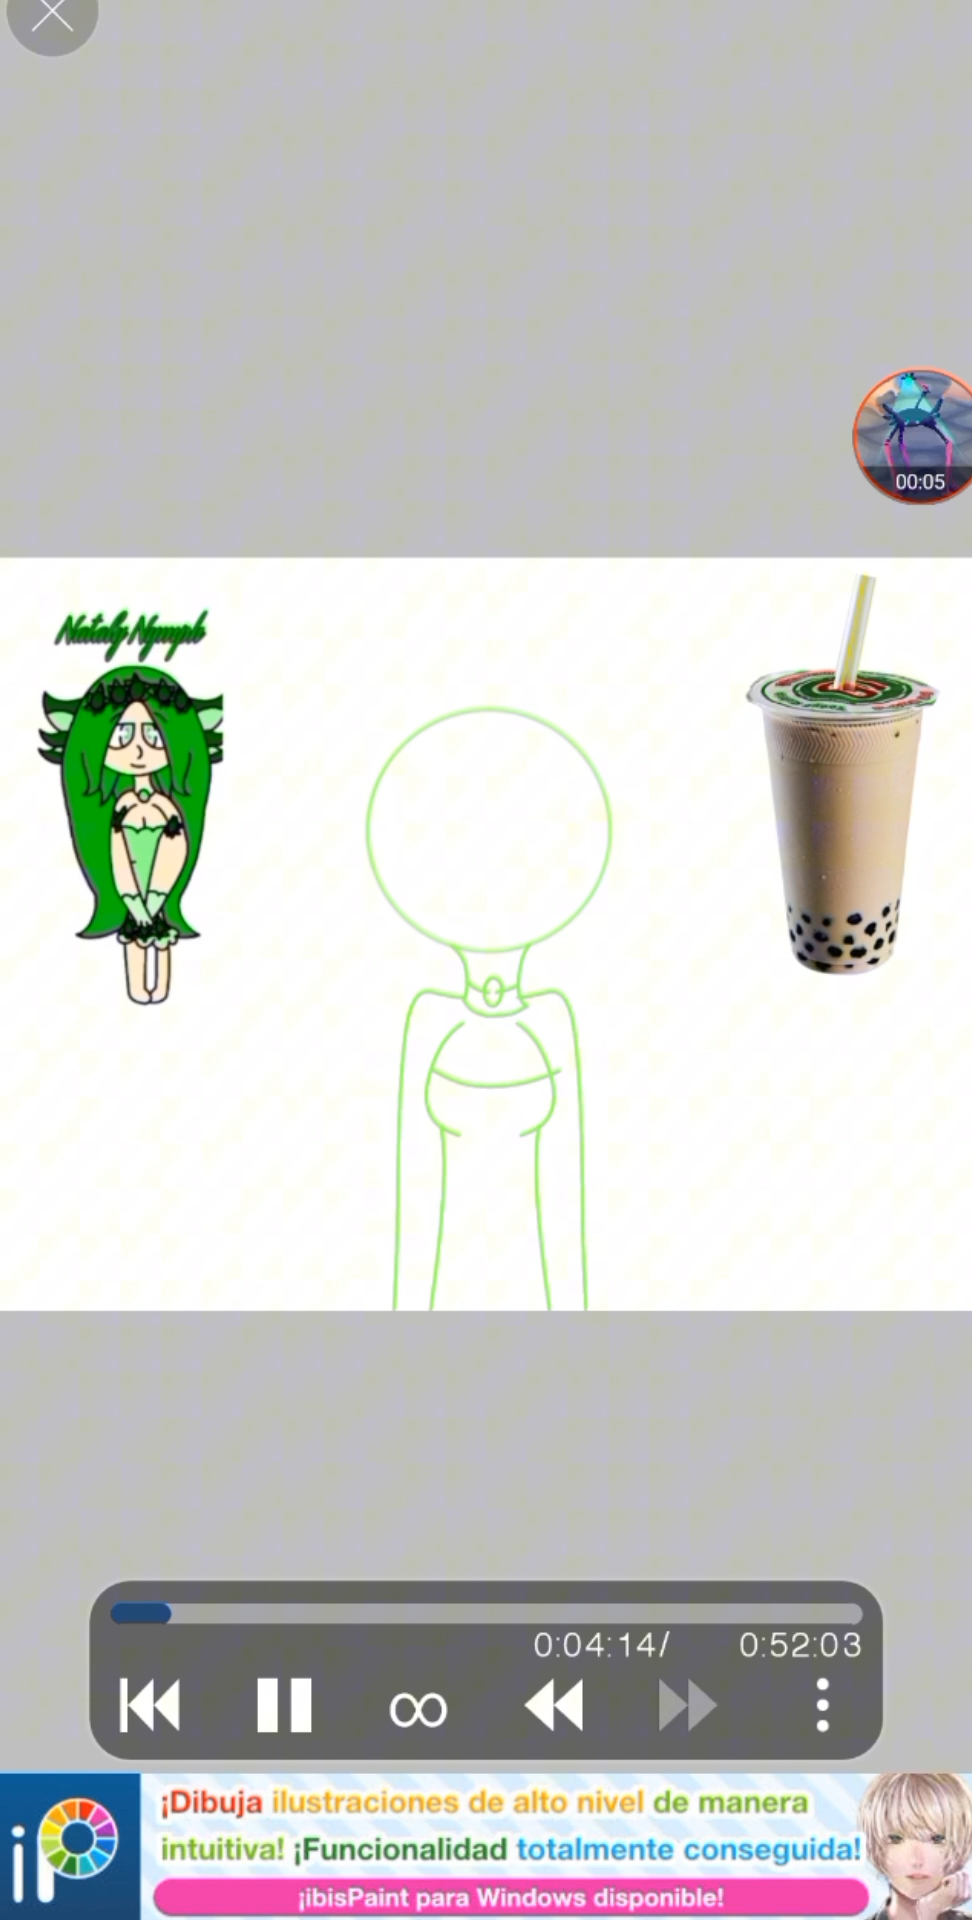 00:05
Nataly Nymph
0:04:14/ 0:52:03
iP
¡Dibuja ilustraciones de alto nivel de manera
intuitiva! ¡Funcionalidad totalmente conseguida!
¡ibisPaint para Windows disponible!